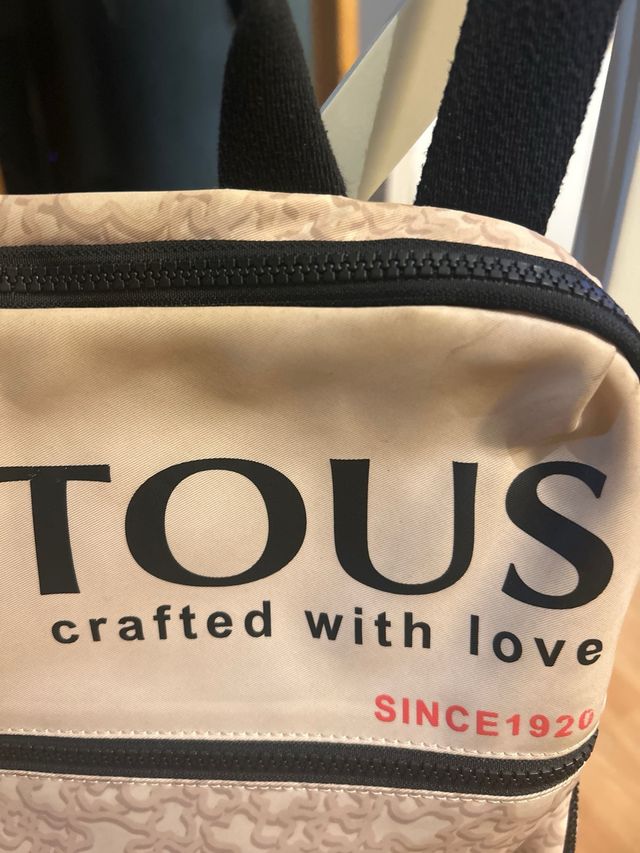 TOUS
crafted with love
SINCE1920